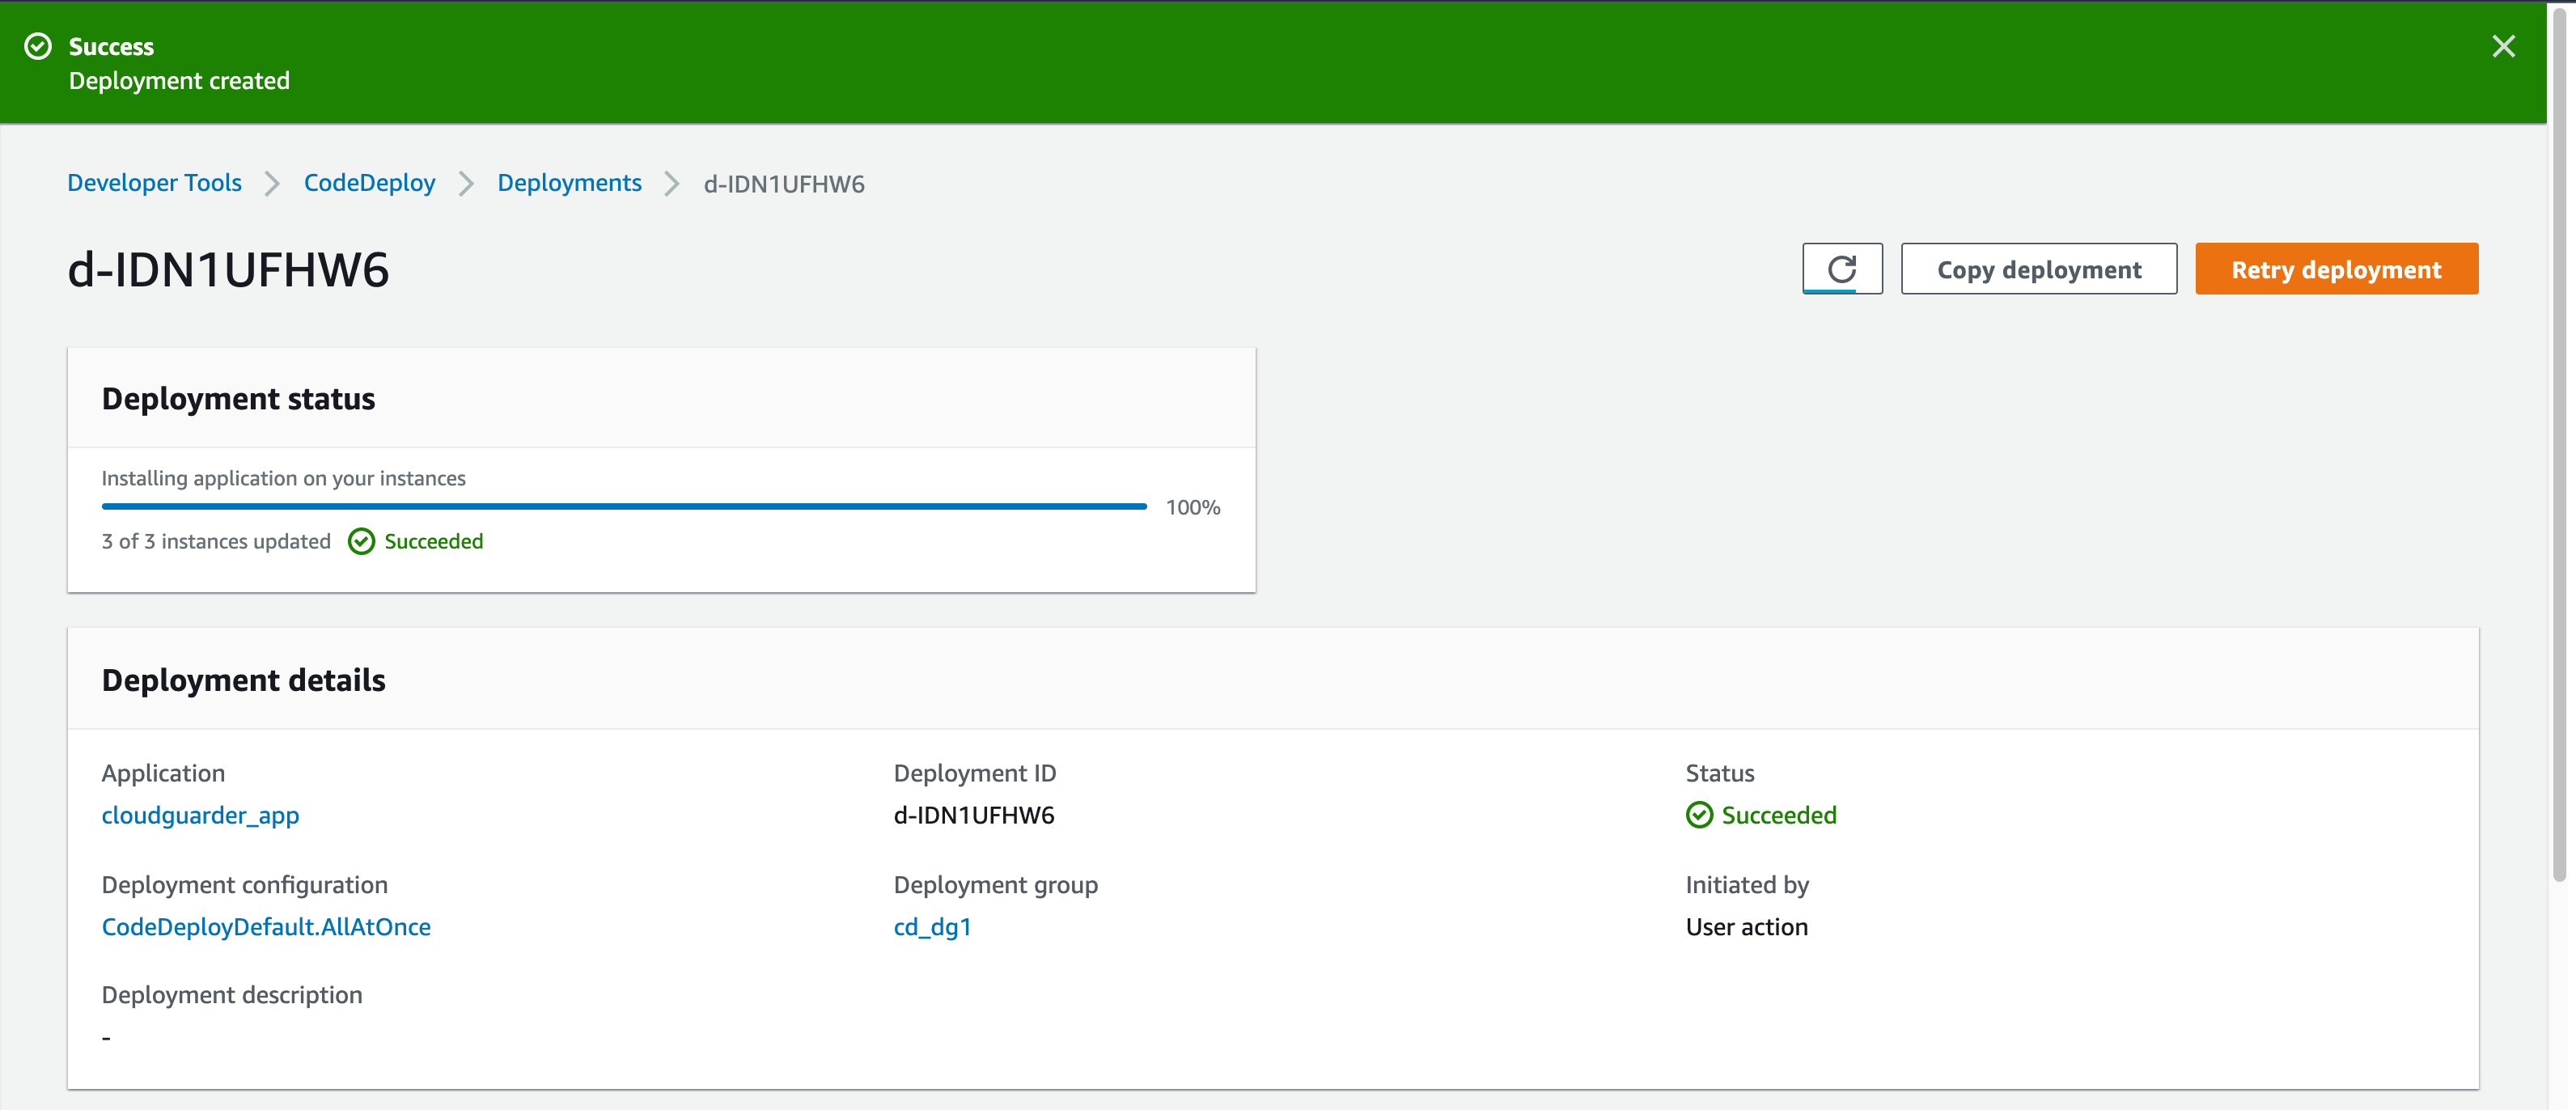 Success
Deployment created
Developer Tools
CodeDeploy
Deployments
d-IDN1UFHW6
d-IDN1UFHW6
Copy deployment
Retry deployment
Deployment status
Installing application on your instances
100%
3 of 3 instances updated
Succeeded
Deployment details
Application
cloudguarder_app
Deployment ID
d-IDN1UFHW6
Status
Succeeded
Deployment configuration
CodeDeployDefault.AllAtOnce
Deployment group
cd_dg1
Initiated by
User action
Deployment description
-